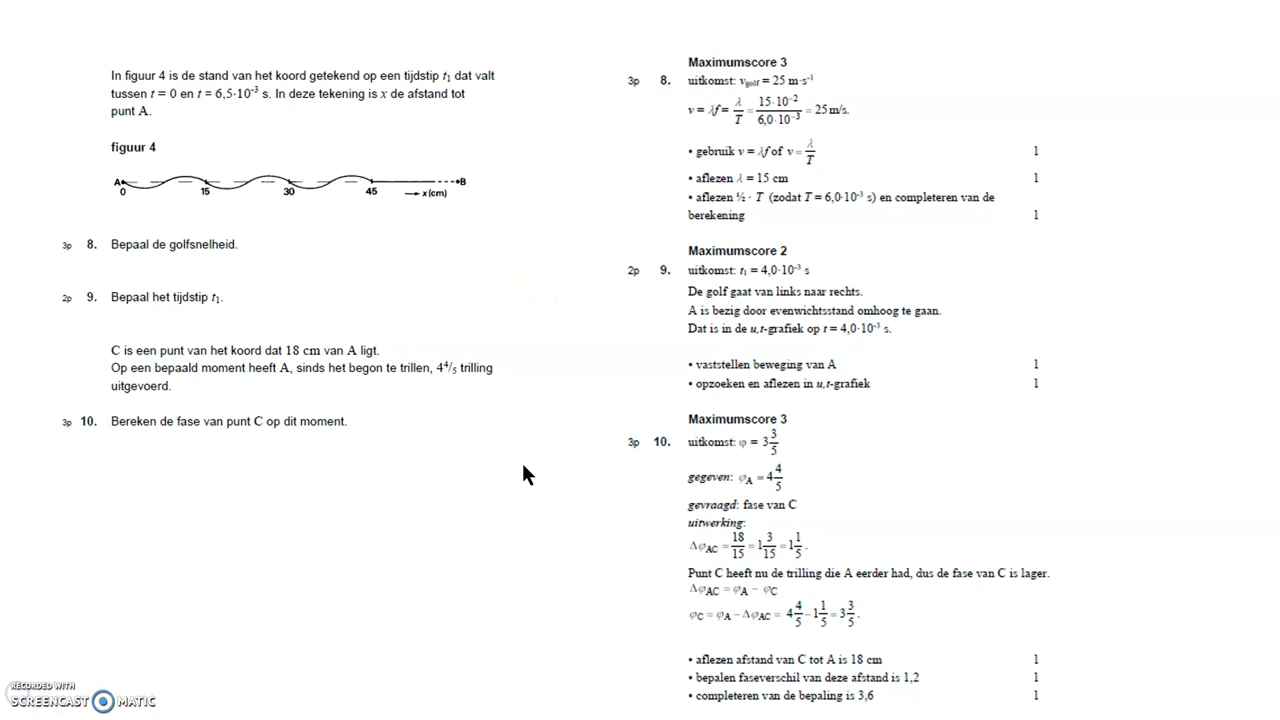 In figuur 4 is de stand van het koord getekend op een tijdstip t₁ dat valt
tussen t = 0 en t = 6,5·10⁻³ s. In deze tekening is x de afstand tot
punt A.
figuur 4
A B
0 15 30 45 x(cm)
3p 8. Bepaal de golfsnelheid.
2p 9. Bepaal het tijdstip t₁.
C is een punt van het koord dat 18 cm van A ligt.
Op een bepaald moment heeft A, sinds het begon te trillen, 4⁴/₅ trilling
uitgevoerd.
3p 10. Bereken de fase van punt C op dit moment.
Maximumscore 3
3p 8. uitkomst: v_golf = 25 m·s⁻¹
v = λf = λ/T = 15·10⁻²/6,0·10⁻³ = 25 m/s.
• gebruik v = λf of v = λ/T 1
• aflezen λ = 15 cm 1
• aflezen ½ · T (zodat T = 6,0·10⁻³ s) en completeren van de
berekening 1
Maximumscore 2
2p 9. uitkomst: t₁ = 4,0·10⁻³ s
De golf gaat van links naar rechts.
A is bezig door evenwichtsstand omhoog te gaan.
Dat is in de u,t-grafiek op t = 4,0·10⁻³ s.
• vaststellen beweging van A 1
• opzoeken en aflezen in u,t-grafiek 1
Maximumscore 3
3p 10. uitkomst: φ = 3 3/5
gegeven: φA = 4 4/5
gevraagd: fase van C
uitwerking:
ΔφAC = 18/15 = 1 3/15 = 1 1/5.
Punt C heeft nu de trilling die A eerder had, dus de fase van C is lager.
ΔφAC = φA − φC
φC = φA − ΔφAC = 4 4/5 − 1 1/5 = 3 3/5.
• aflezen afstand van C tot A is 18 cm 1
• bepalen faseverschil van deze afstand is 1,2 1
• completeren van de bepaling is 3,6 1
RECORDED WITH
SCREENCAST MATIC